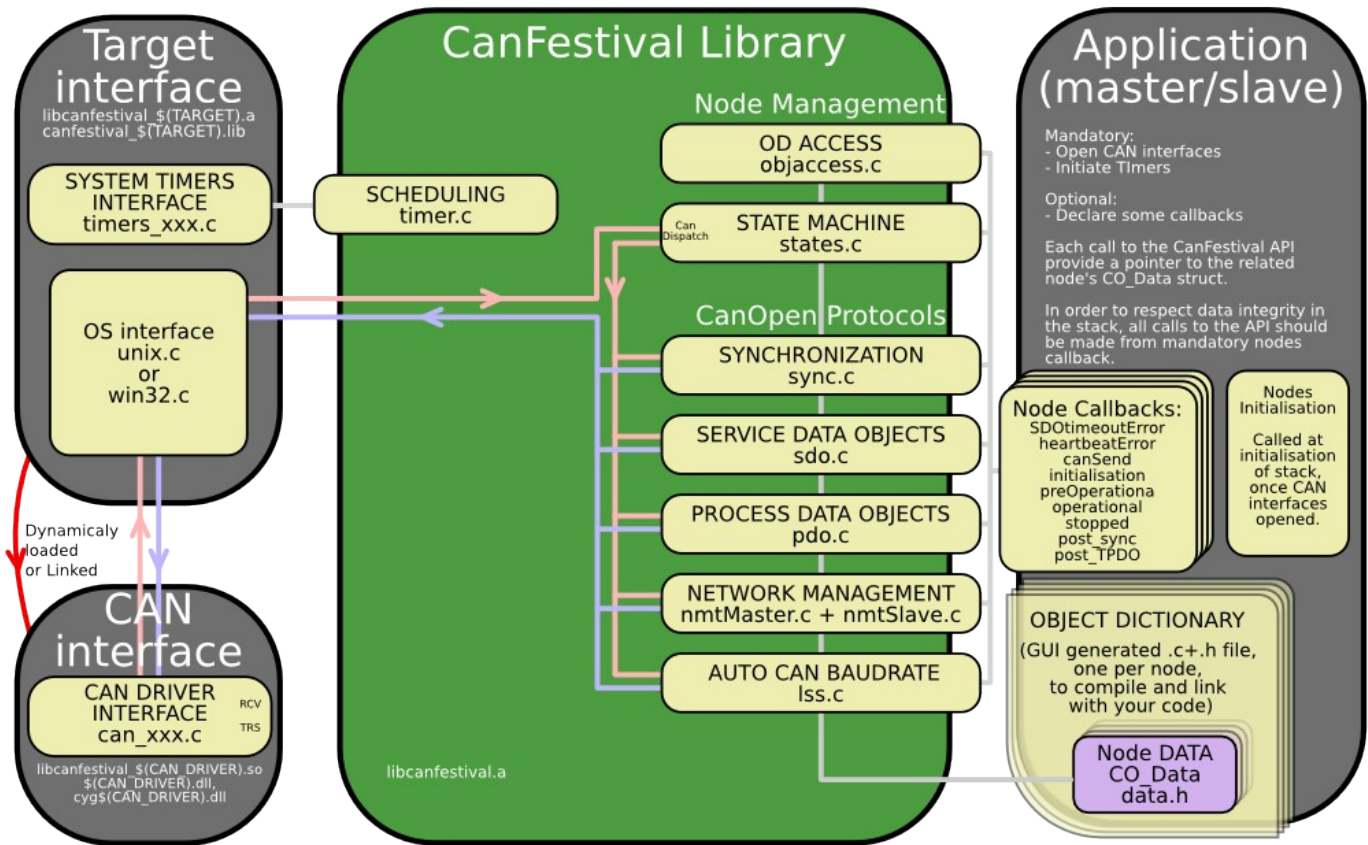 Target
interface
libcanfestival_$(TARGET).a
canfestival_$(TARGET).lib
SYSTEM TIMERS
INTERFACE
timers_xxx.c
OS interface
unix.c
or
win32.c
Dynamicaly
loaded
or Linked
CAN
interface
CAN DRIVER
INTERFACE
can_xxx.c
RCV
TRS
libcanfestival_$(CAN_DRIVER).so
$(CAN_DRIVER).dll,
cyg$(CAN_DRIVER).dll
CanFestival Library
SCHEDULING
timer.c
Node Management
OD ACCESS
objaccess.c
Can
Dispatch
STATE MACHINE
states.c
CanOpen Protocols
SYNCHRONIZATION
sync.c
SERVICE DATA OBJECTS
sdo.c
PROCESS DATA OBJECTS
pdo.c
NETWORK MANAGEMENT
nmtMaster.c + nmtSlave.c
AUTO CAN BAUDRATE
lss.c
libcanfestival.a
Application
(master/slave)
Mandatory:
- Open CAN interfaces
- Initiate TImers
Optional:
- Declare some callbacks
Each call to the CanFestival API
provide a pointer to the related
node's CO_Data struct.
In order to respect data integrity in
the stack, all calls to the API should
be made from mandatory nodes
callback.
Node Callbacks:
SDOtimeoutError
heartbeatError
canSend
initialisation
preOperationa
operational
stopped
post_sync
post_TPDO
Nodes
Initialisation
Called at
initialisation
of stack,
once CAN
interfaces
opened.
OBJECT DICTIONARY
(GUI generated .c+.h file,
one per node,
to compile and link
with your code)
Node DATA
CO_Data
data.h